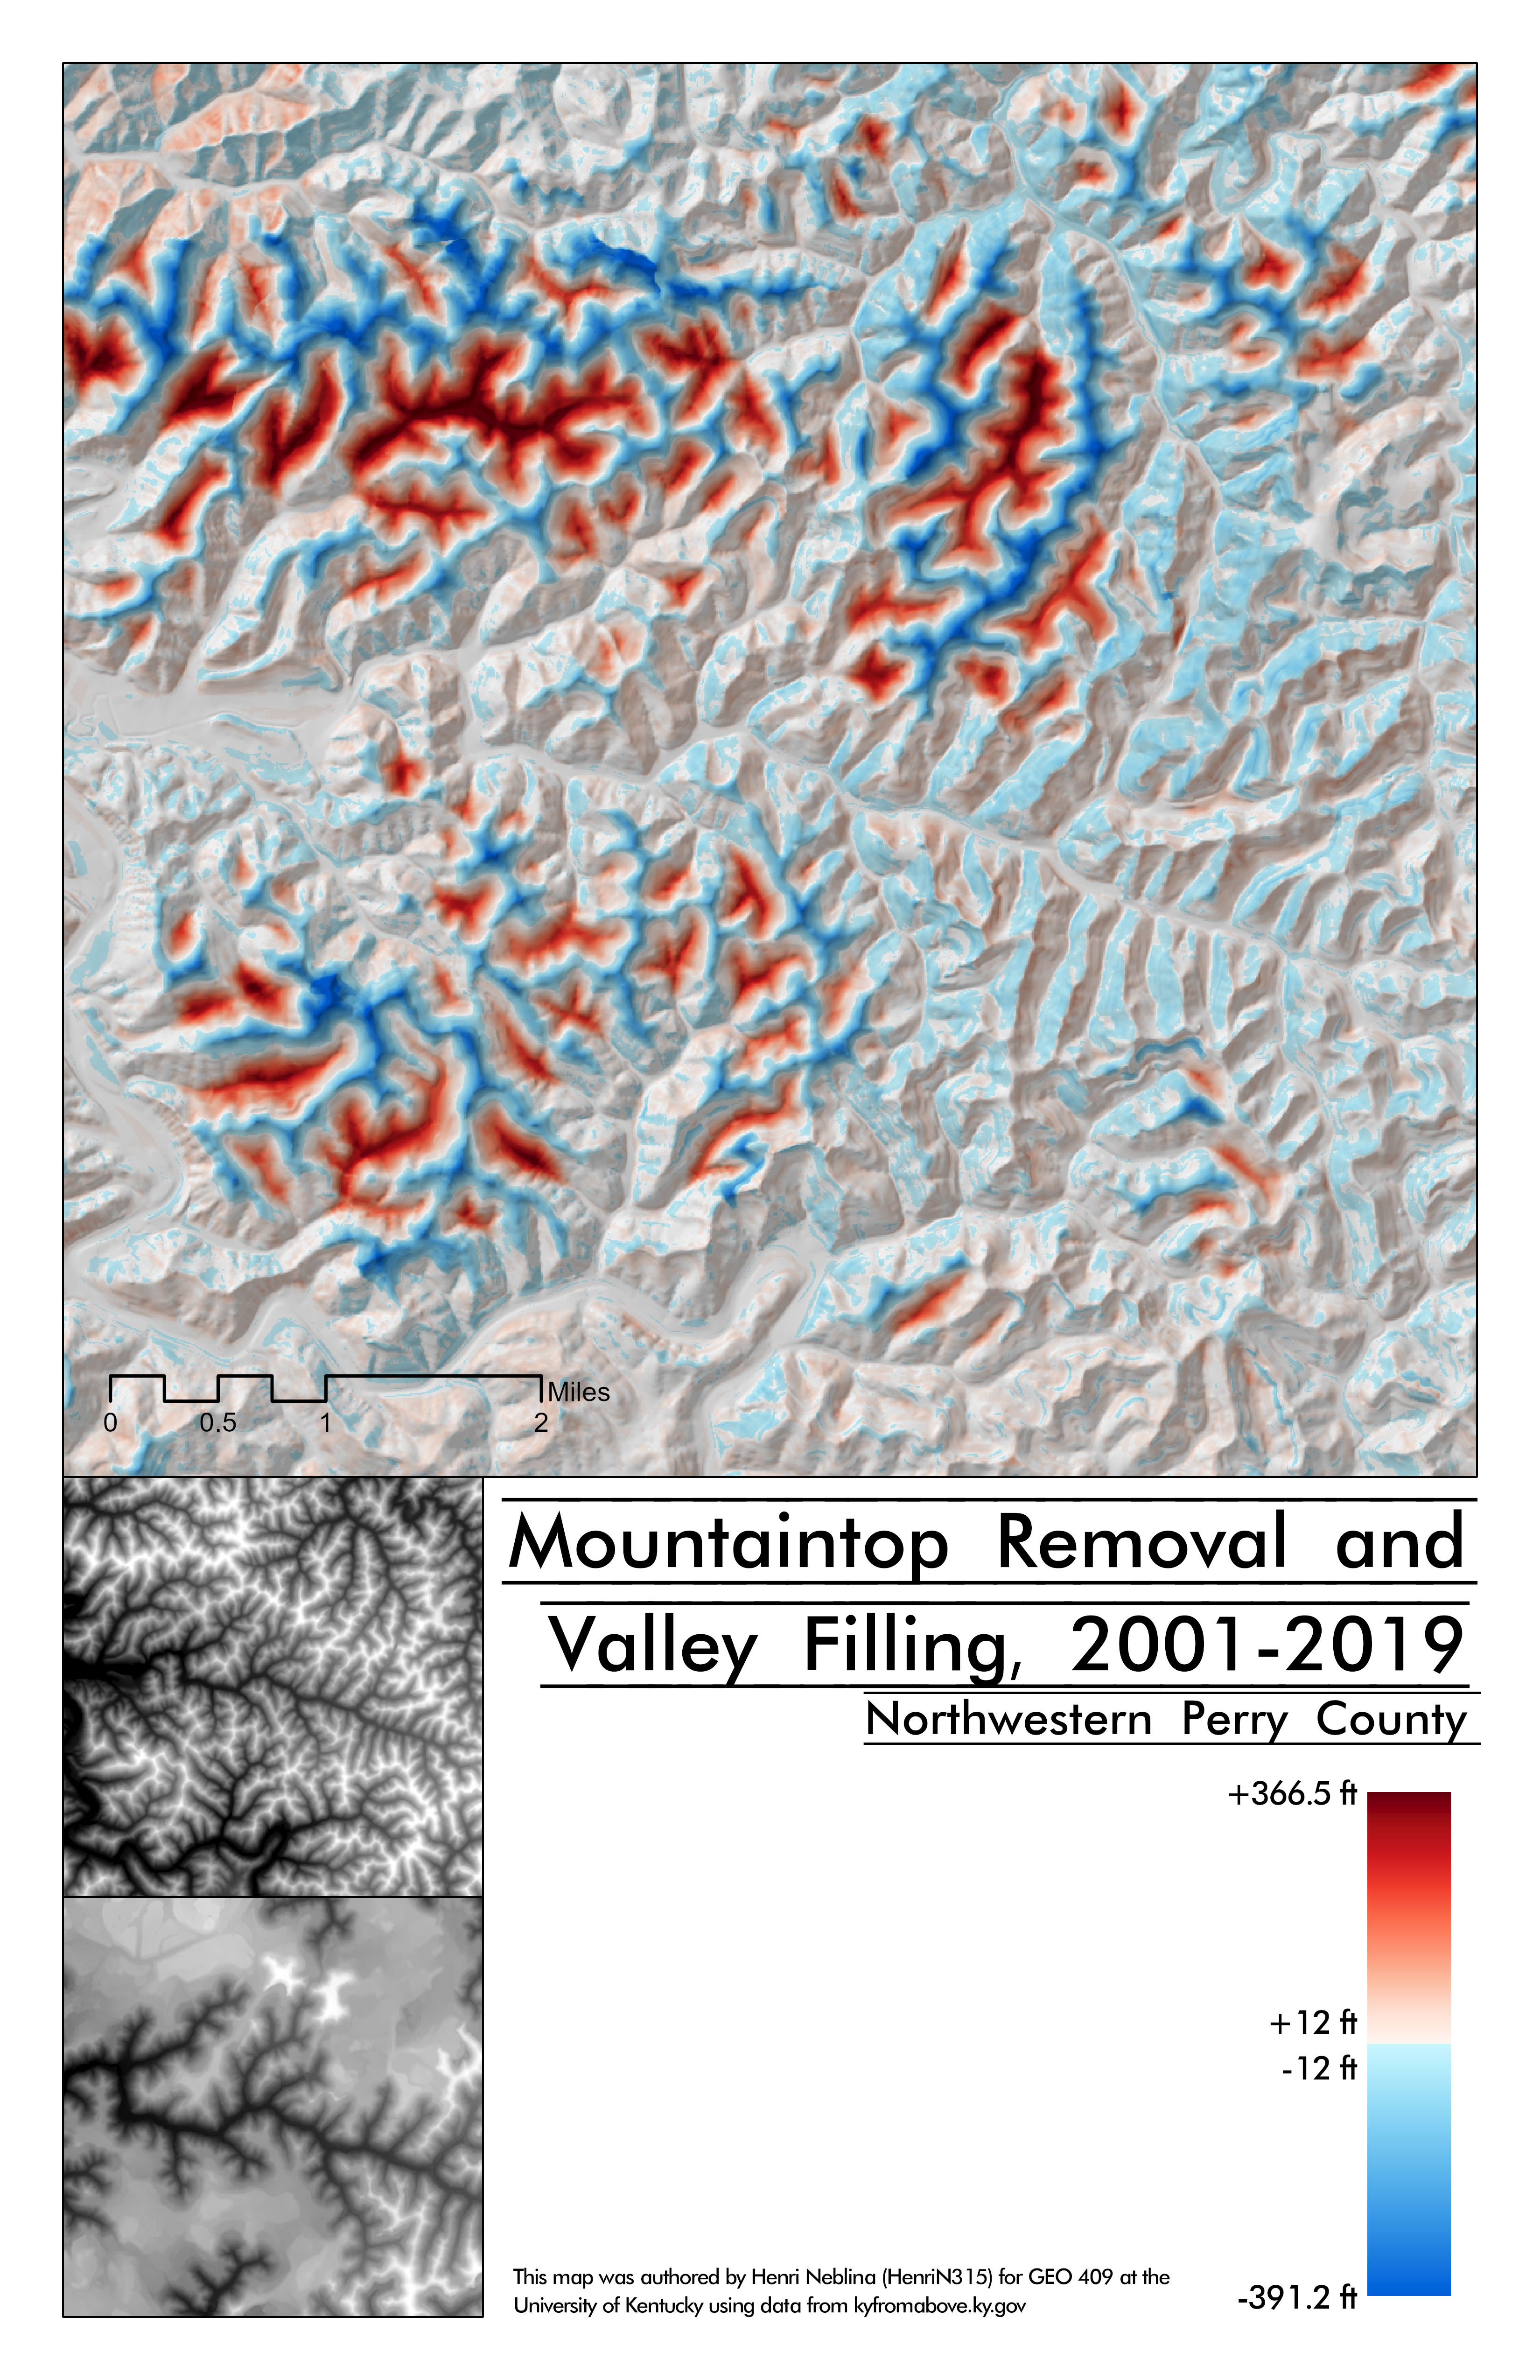 Miles
0 0.5 1 2
Mountaintop Removal and
Valley Filling, 2001-2019
Northwestern Perry County
+366.5 ft
+12 ft
-12 ft
-391.2 ft
This map was authored by Henri Neblina (HenriN315) for GEO 409 at the
University of Kentucky using data from kyfromabove.ky.gov